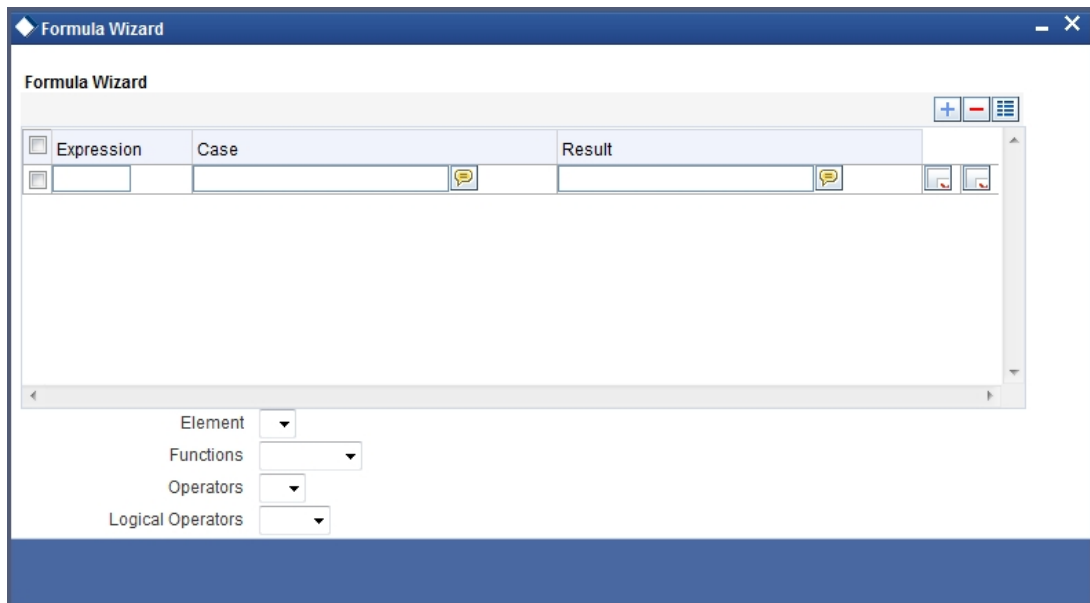 Formula Wizard
Formula Wizard
Expression Case Result
Element
Functions
Operators
Logical Operators